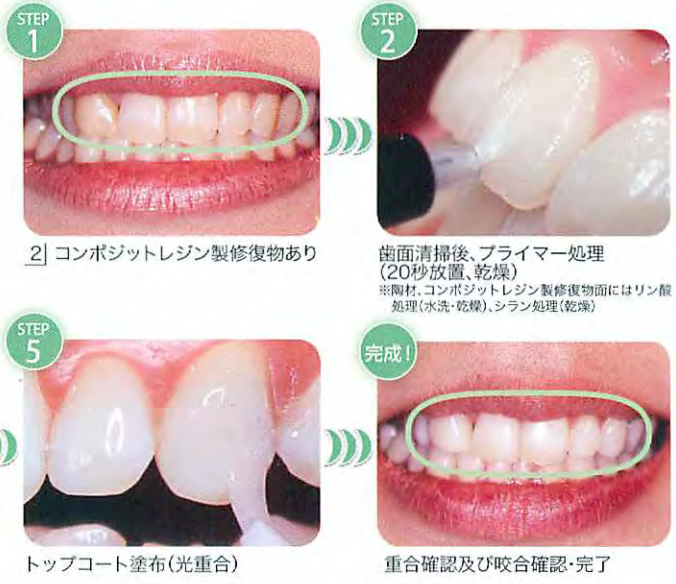 STEP
1
STEP
2
2| コンポジットレジン製修復物あり
歯面清掃後、プライマー処理
(20秒放置、乾燥)
※陶材、コンポジットレジン製修復物面にはリン酸
処理(水洗・乾燥)、シラン処理(乾燥)
STEP
5
完成!
トップコート塗布(光重合)
重合確認及び咬合確認・完了